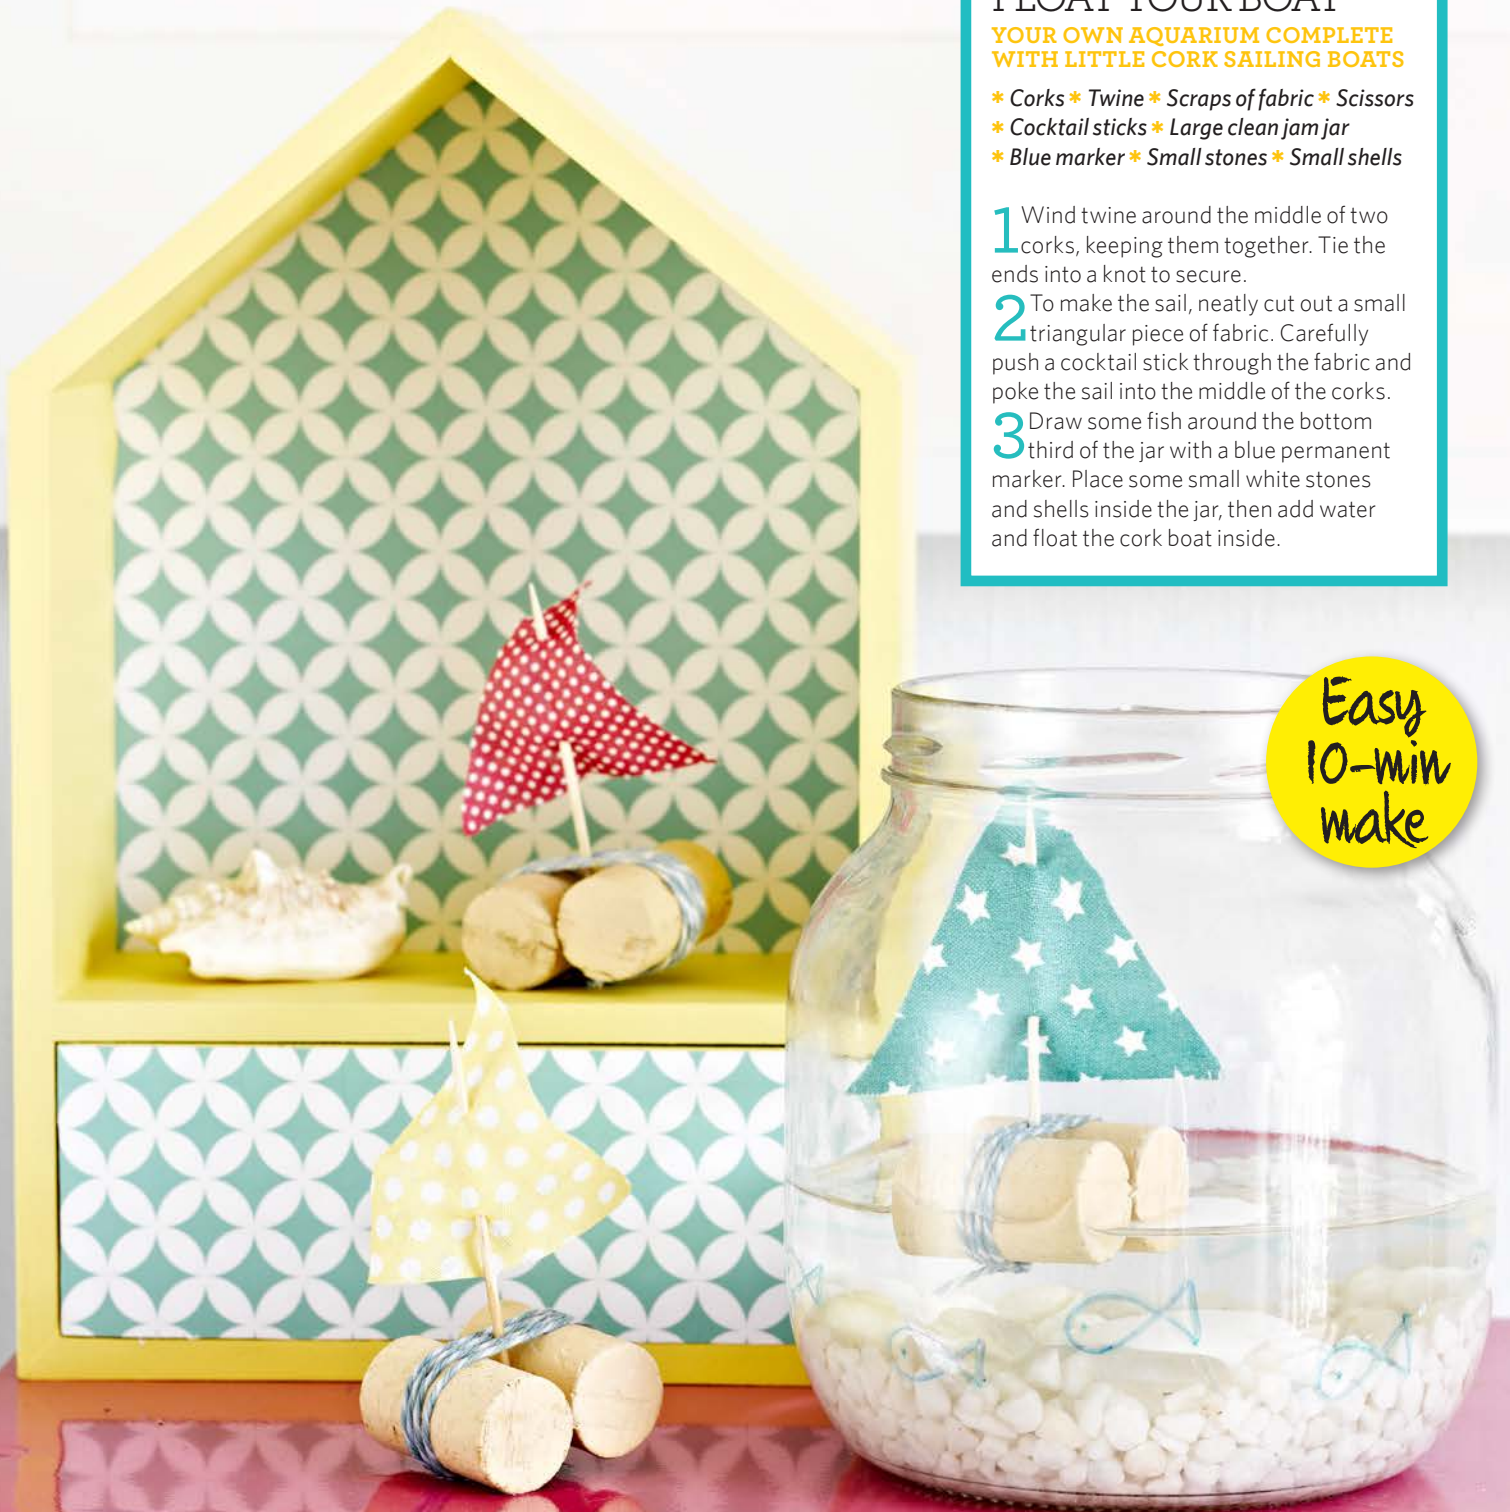 FLOAT YOUR BOAT
YOUR OWN AQUARIUM COMPLETE
WITH LITTLE CORK SAILING BOATS
* Corks * Twine * Scraps of fabric * Scissors
* Cocktail sticks * Large clean jam jar
* Blue marker * Small stones * Small shells
1 Wind twine around the middle of two
corks, keeping them together. Tie the
ends into a knot to secure.
2 To make the sail, neatly cut out a small
triangular piece of fabric. Carefully
push a cocktail stick through the fabric and
poke the sail into the middle of the corks.
3 Draw some fish around the bottom
third of the jar with a blue permanent
marker. Place some small white stones
and shells inside the jar, then add water
and float the cork boat inside.
Easy
10-min
make